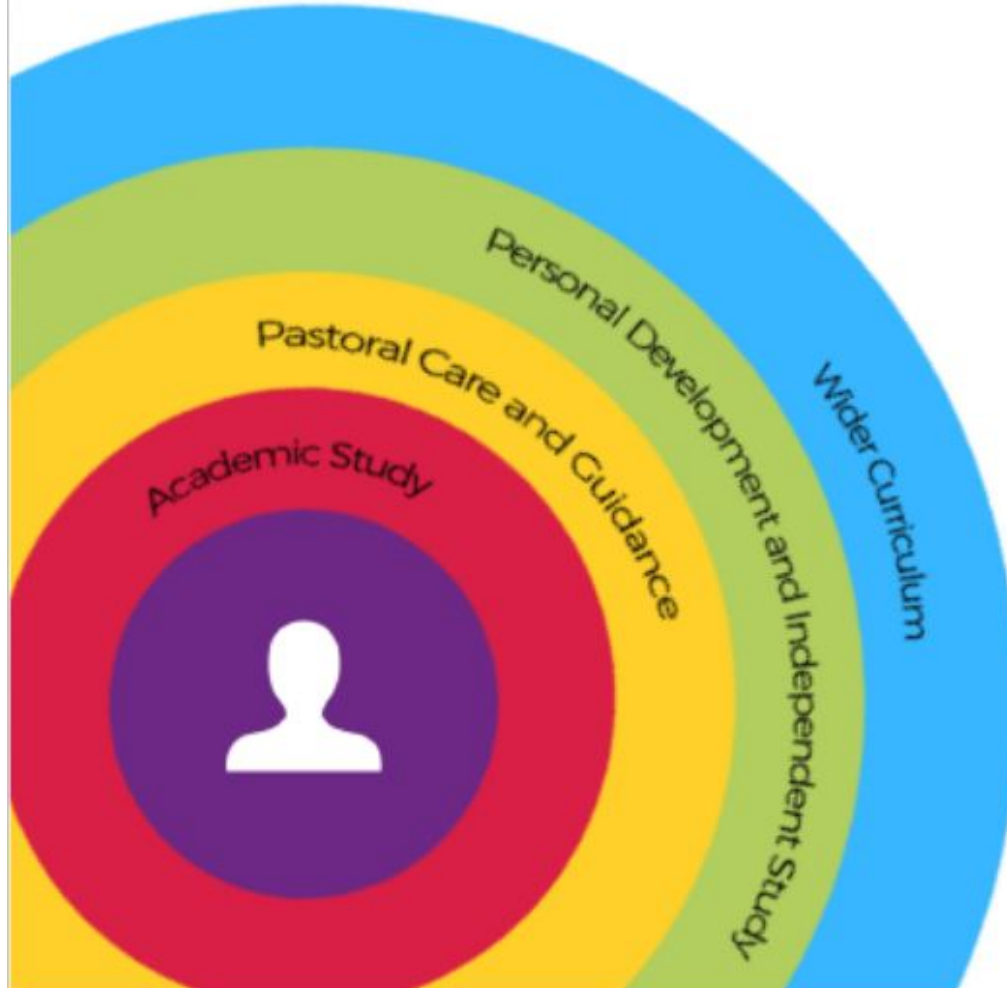 Academic Study
Pastoral Care and Guidance
Personal Development and Independent Study
Wider Curriculum